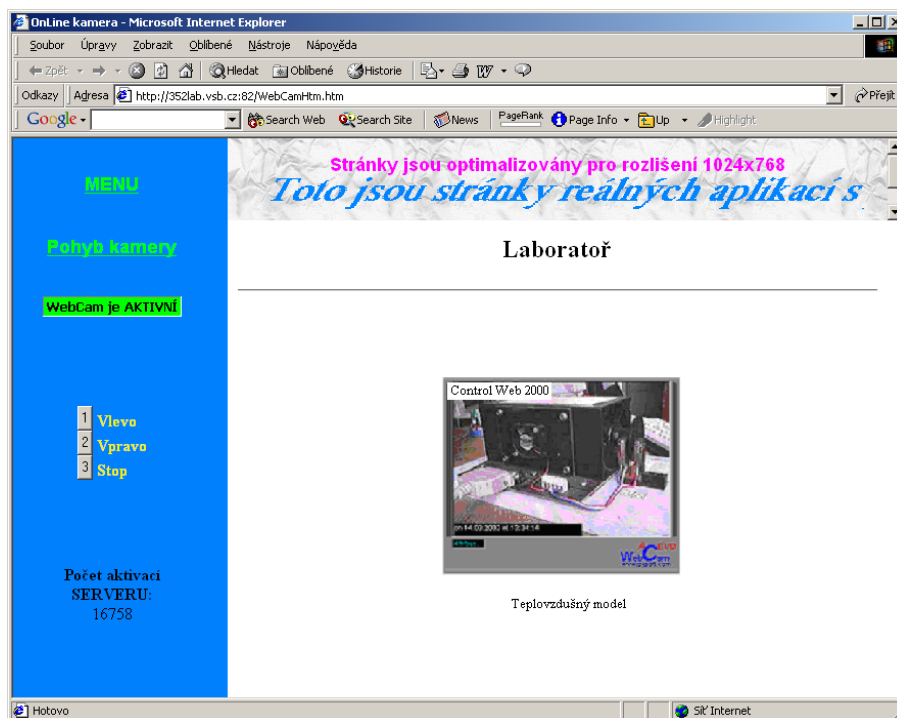 OnLine kamera - Microsoft Internet Explorer
Soubor Úpravy Zobrazit Oblíbené Nástroje Nápověda
Zpět Hledat Oblíbené Historie
Odkazy Adresa http://352lab.vsb.cz:82/WebCamHtm.htm Přejít
Google Search Web Search Site News PageRank Page Info Up Highlight
MENU
Pohyb kamery
WebCam je AKTIVNÍ
1 Vlevo
2 Vpravo
3 Stop
Počet aktivací
SERVERU:
16758
Stránky jsou optimalizovány pro rozlišení 1024x768
Toto jsou stránky reálných aplikací s
Laboratoř
Control Web 2000
WebCam
Teplovzdušný model
Hotovo Síť Internet